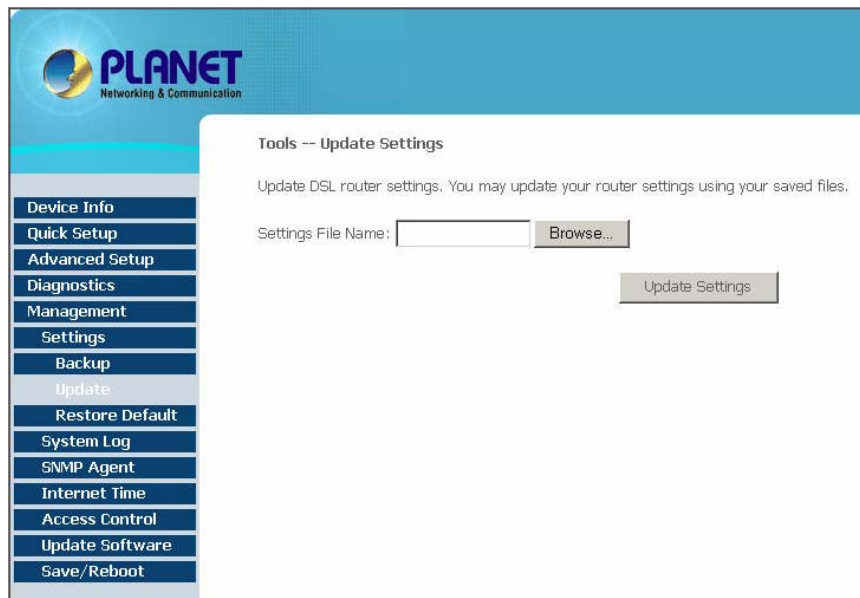 PLANET
Networking & Communication
Tools -- Update Settings
Update DSL router settings. You may update your router settings using your saved files.
Settings File Name:
Browse...
Update Settings
Device Info
Quick Setup
Advanced Setup
Diagnostics
Management
Settings
Backup
Update
Restore Default
System Log
SNMP Agent
Internet Time
Access Control
Update Software
Save/Reboot